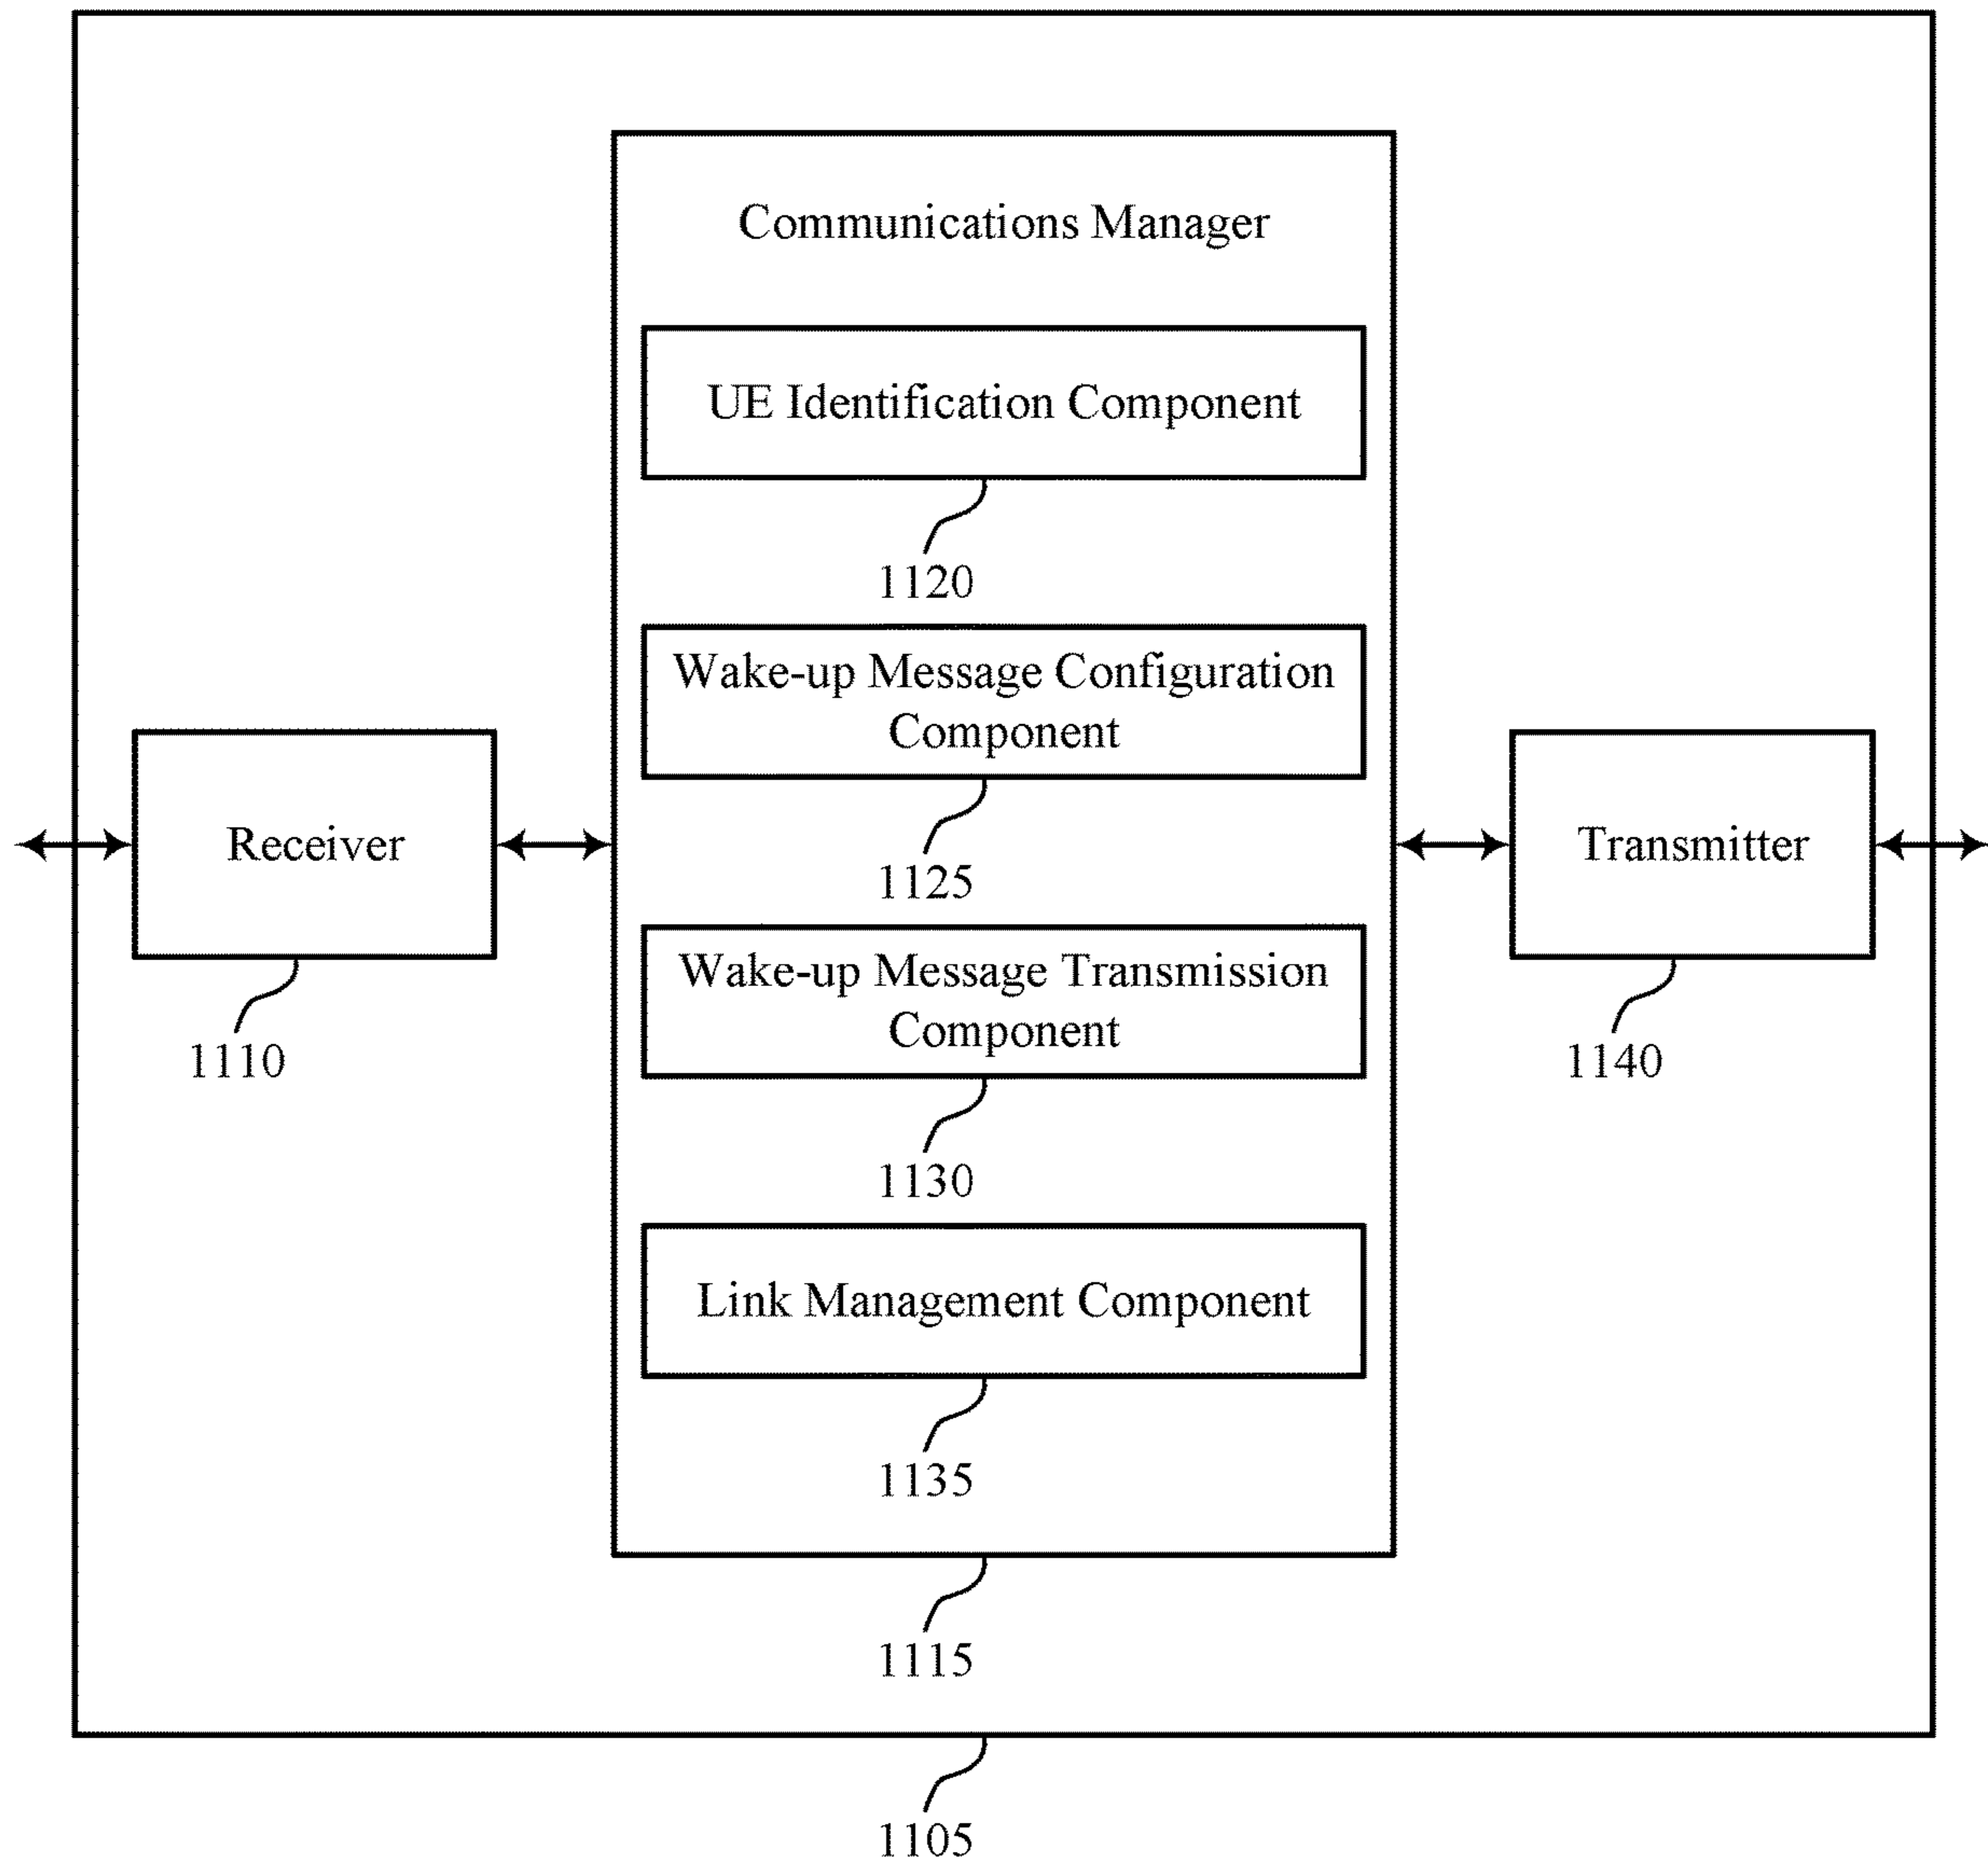 Communications Manager
UE Identification Component
1120
Wake-up Message Configuration
Component
1125
Receiver
1110
Transmitter
1140
Wake-up Message Transmission
Component
1130
Link Management Component
1135
1115
1105